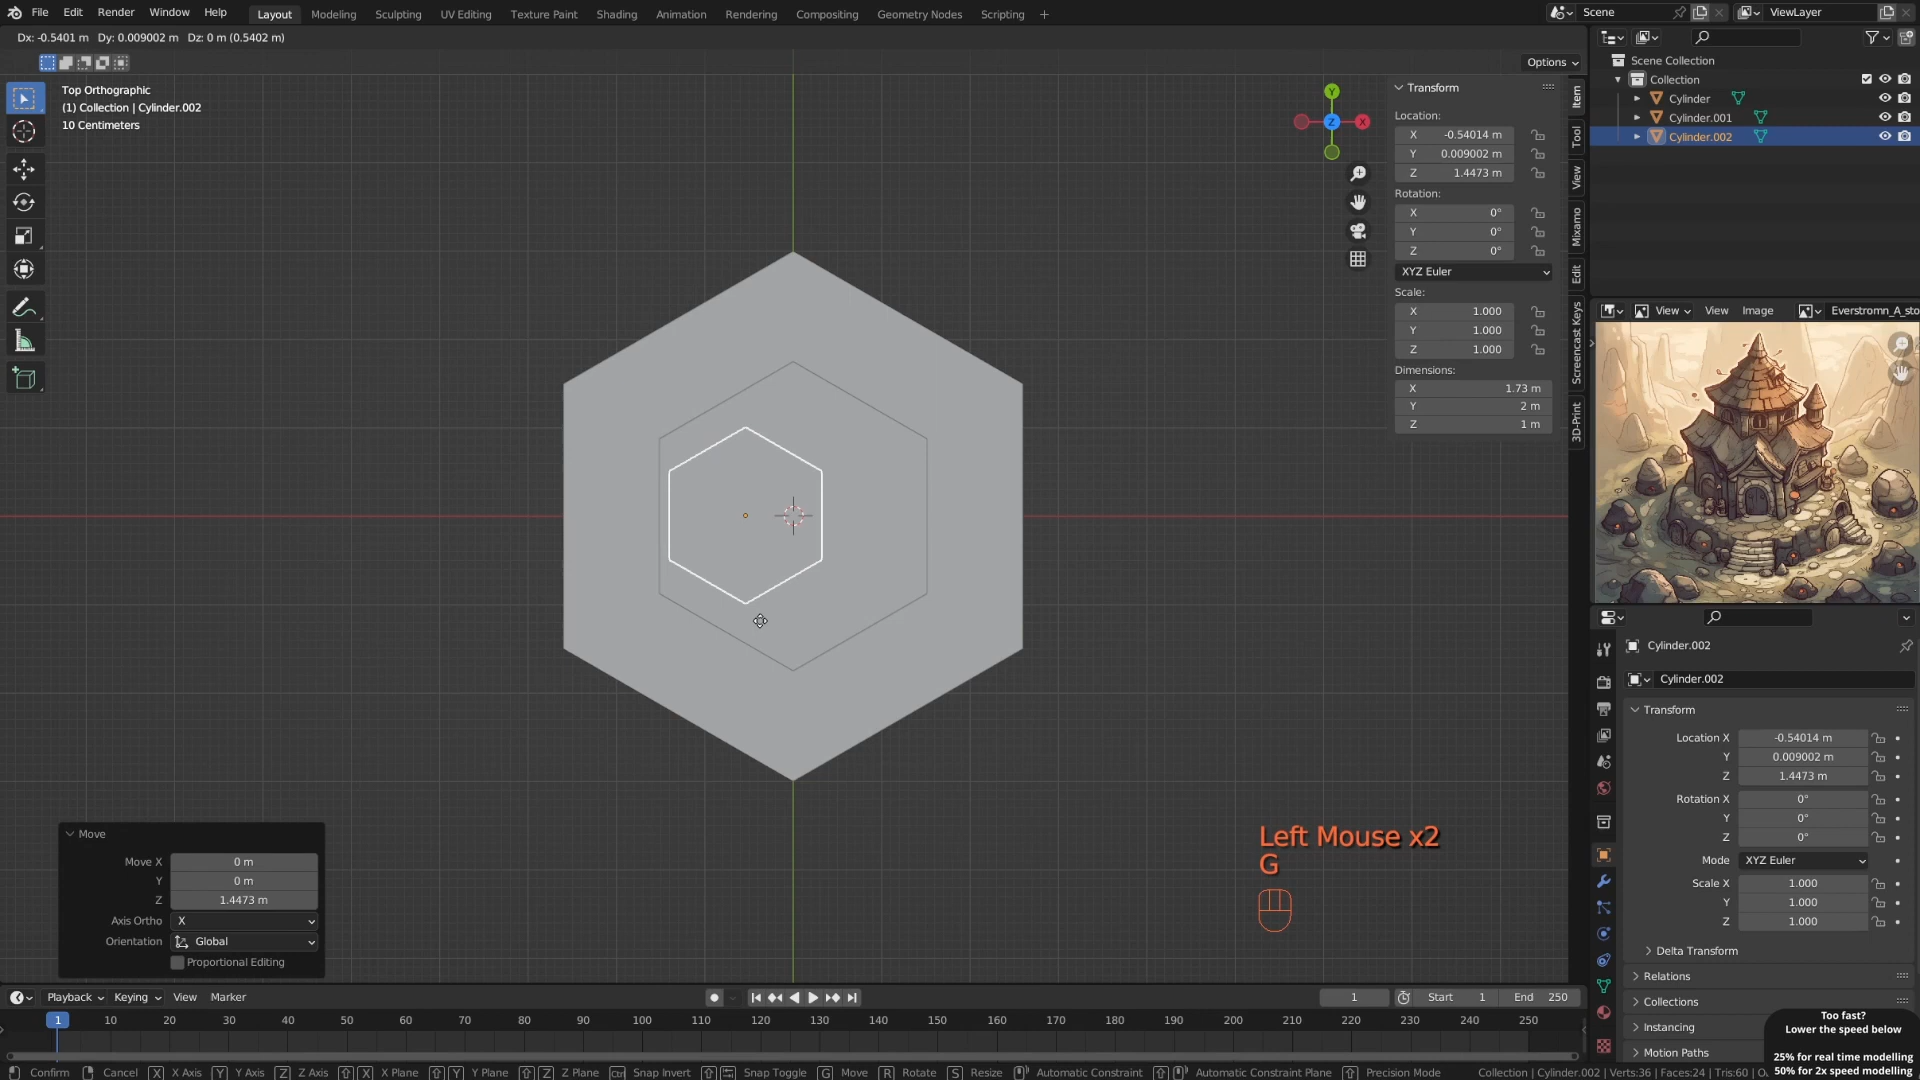 File Edit Render Window Help Layout Modeling Sculpting UV Editing Texture Paint Shading Animation Rendering Compositing Geometry Nodes Scripting Scene ViewLayer
Dx: -0.5401 m Dy: 0.009002 m Dz: 0 m (0.5402 m)
Options
Top Orthographic
(1) Collection | Cylinder.002
10 Centimeters
Y
Z
X
Transform
Location:
X -0.54014 m
Y 0.009002 m
Z 1.4473 m
Rotation:
X 0°
Y 0°
Z 0°
XYZ Euler
Scale:
X 1.000
Y 1.000
Z 1.000
Dimensions:
X 1.73 m
Y 2 m
Z 1 m
Item
Tool
View
Mixamo
Edit
Screencast Keys
3D-Print
Scene Collection
Collection
Cylinder
Cylinder.001
Cylinder.002
View View Image Everstromn_A_sto
Cylinder.002
Cylinder.002
Transform
Location X -0.54014 m
Y 0.009002 m
Z 1.4473 m
Rotation X 0°
Y 0°
Z 0°
Mode XYZ Euler
Scale X 1.000
Y 1.000
Z 1.000
Delta Transform
Relations
Collections
Instancing
Motion Paths
Move
Move X 0 m
Y 0 m
Z 1.4473 m
Axis Ortho X
Orientation Global
Proportional Editing
Left Mouse x2
G
Playback Keying View Marker 1 Start 1 End 250
1 10 20 30 40 50 60 70 80 90 100 110 120 130 140 150 160 170 180 190 200 210 220 230 240 250
Confirm Cancel X X Axis Y Y Axis Z Z Axis X X Plane Y Y Plane Z Z Plane Ctrl Snap Invert Snap Toggle G Move R Rotate S Resize Automatic Constraint Automatic Constraint Plane Precision Mode Collection | Cylinder.002 | Verts:36 | Faces:24 | Tris:60 | O
Too fast?
Lower the speed below
25% for real time modelling
50% for 2x speed modelling